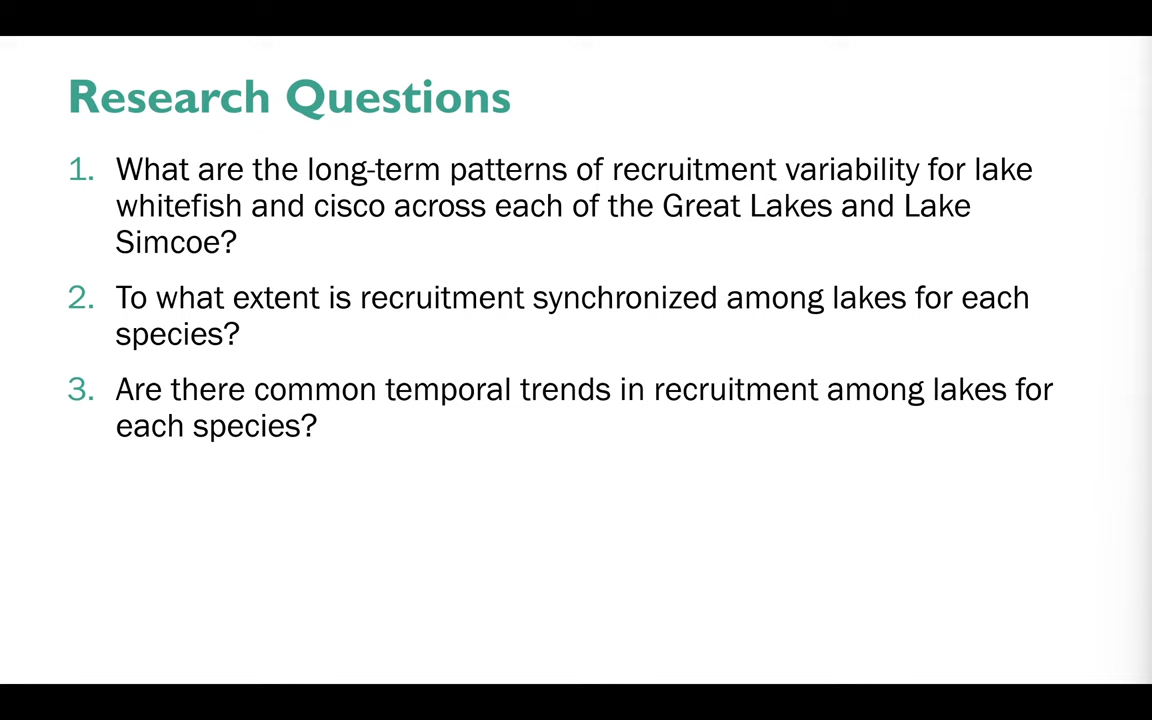 Research Questions
1. What are the long-term patterns of recruitment variability for lake
whitefish and cisco across each of the Great Lakes and Lake
Simcoe?
2. To what extent is recruitment synchronized among lakes for each
species?
3. Are there common temporal trends in recruitment among lakes for
each species?